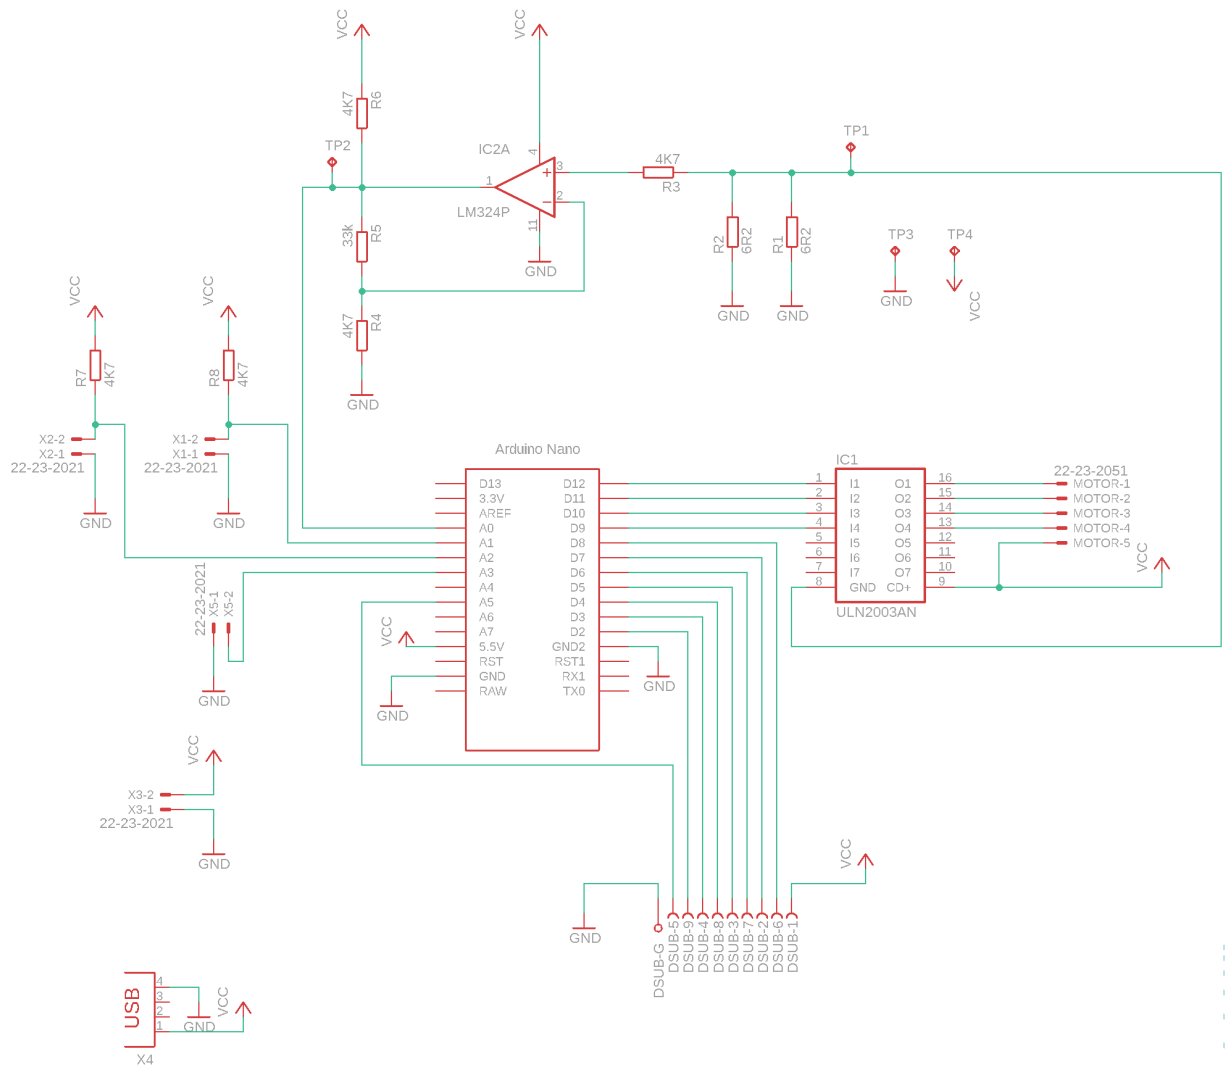 VCC
VCC
4K7
R6
TP2
IC2A
4
3
1
2
11
LM324P
GND
4K7
R3
TP1
33k
R5
R2
6R2
R1
6R2
GND
GND
TP3
GND
TP4
VCC
4K7
R4
GND
VCC
VCC
R7
4K7
R8
4K7
X2-2
X2-1
22-23-2021
GND
X1-2
X1-1
22-23-2021
GND
Arduino Nano
D13 D12
3.3V D11
AREF D10
A0 D9
A1 D8
A2 D7
A3 D6
A4 D5
A5 D4
A6 D3
A7 D2
5.5V GND2
RST RST1
GND RX1
RAW TX0
VCC
GND
GND
IC1
1 I1 O1 16
2 I2 O2 15
3 I3 O3 14
4 I4 O4 13
5 I5 O5 12
6 I6 O6 11
7 I7 O7 10
8 GND CD+ 9
ULN2003AN
22-23-2051
MOTOR-1
MOTOR-2
MOTOR-3
MOTOR-4
MOTOR-5
VCC
22-23-2021
X5-1
X5-2
GND
VCC
X3-2
X3-1
22-23-2021
GND
VCC
GND
DSUB-G
DSUB-5
DSUB-9
DSUB-4
DSUB-8
DSUB-3
DSUB-7
DSUB-2
DSUB-6
DSUB-1
USB
4
3
2
1
GND
VCC
X4